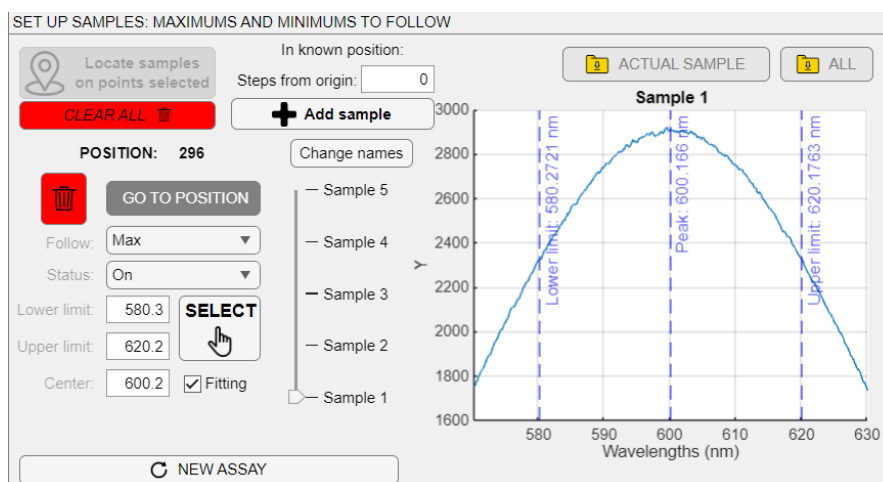 SET UP SAMPLES: MAXIMUMS AND MINIMUMS TO FOLLOW
Locate samples
on points selected
In known position:
Steps from origin: 0
CLEAR ALL
Add sample
POSITION: 296
Change names
GO TO POSITION
Follow: Max
Status: On
Lower limit: 580.3
Upper limit: 620.2
Center: 600.2
SELECT
Fitting
Sample 5
Sample 4
Sample 3
Sample 2
Sample 1
NEW ASSAY
ACTUAL SAMPLE
ALL
Sample 1
3000
2800
2600
2400
2200
2000
1800
1600
Y
Lower limit: 580.2721 nm
Peak: 600.166 nm
Upper limit: 620.1763 nm
580 590 600 610 620 630
Wavelengths (nm)